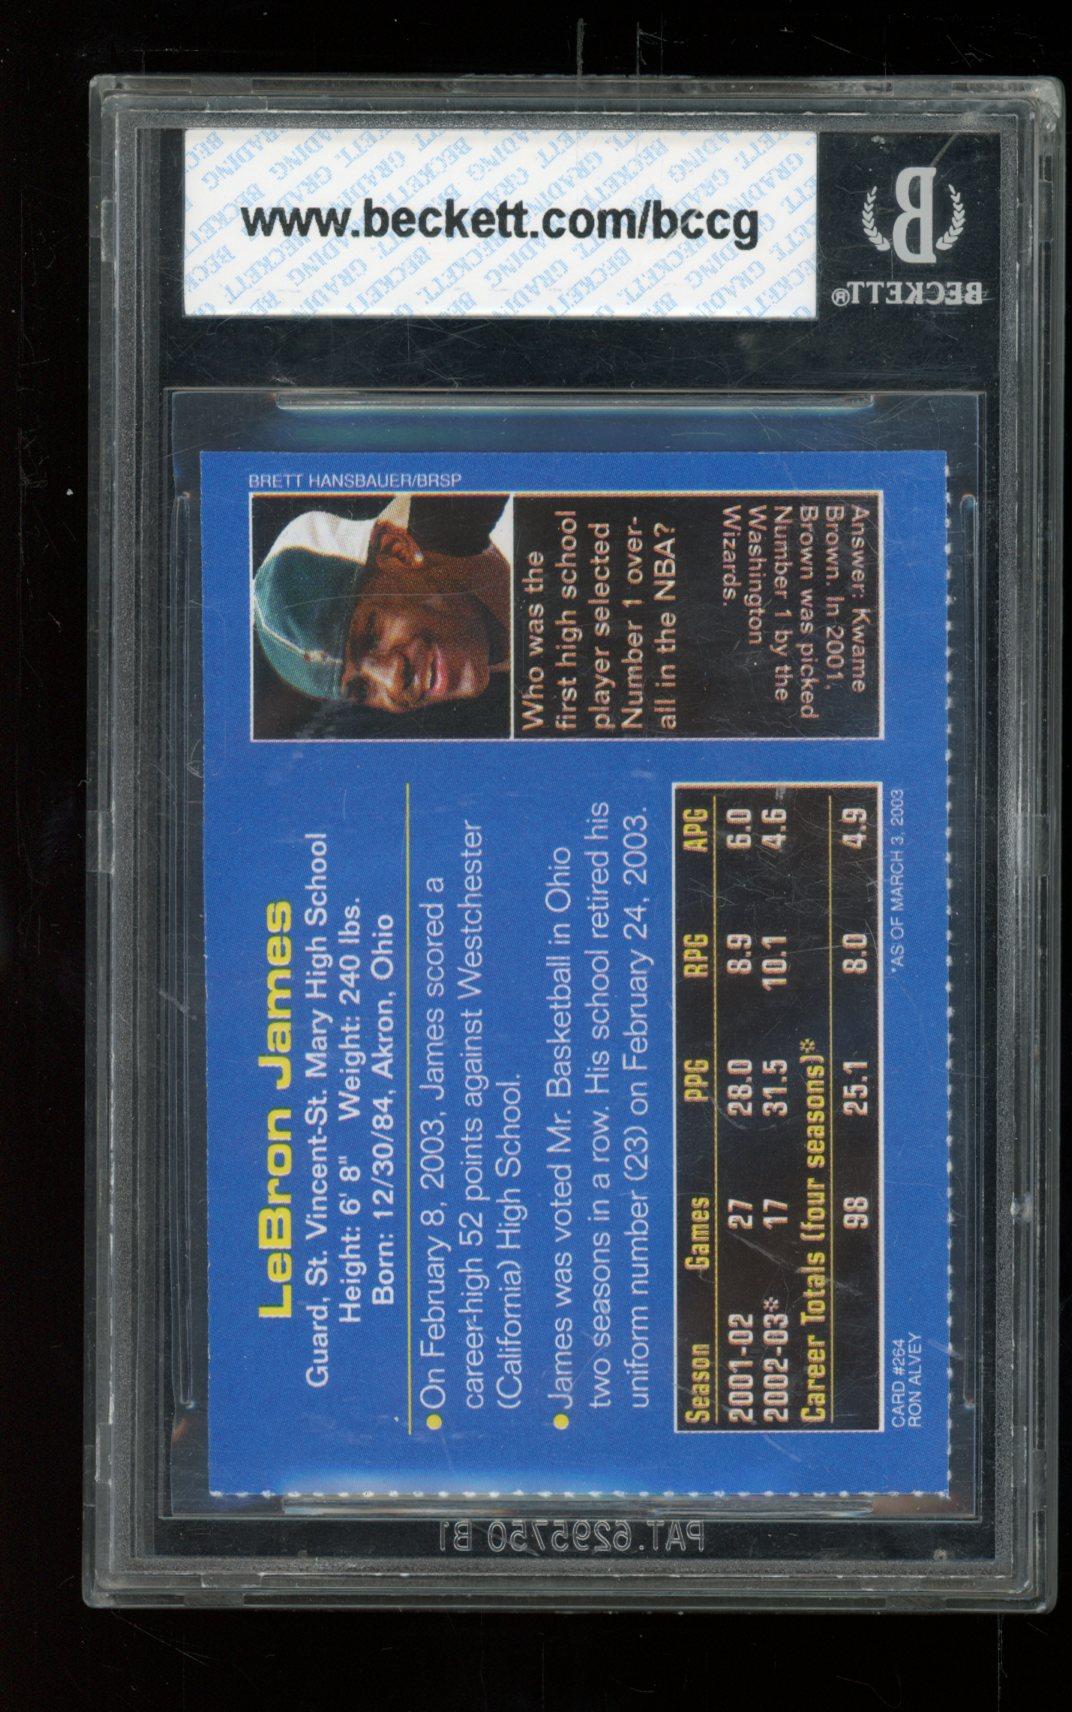 www.beckett.com/bccg
BECKETT®
BRETT HANSBAUER/BRSP
Who was the
first high school
player selected
Number 1 over-
all in the NBA?
Answer: Kwame
Brown. In 2001,
Brown was picked
Number 1 by the
Washington
Wizards.
LeBron James
Guard, St. Vincent-St. Mary High School
Height: 6' 8" Weight: 240 lbs.
Born: 12/30/84, Akron, Ohio
• On February 8, 2003, James scored a
career-high 52 points against Westchester
(California) High School.
• James was voted Mr. Basketball in Ohio
two seasons in a row. His school retired his
uniform number (23) on February 24, 2003.
Season Games PPG RPG APG
2001-02 27 28.0 8.9 6.0
2002-03* 17 31.5 10.1 4.6
Career Totals (four seasons)*
98 25.1 8.0 4.9
CARD #264
RON ALVEY
*AS OF MARCH 3, 2003
PAT.6295750 B1